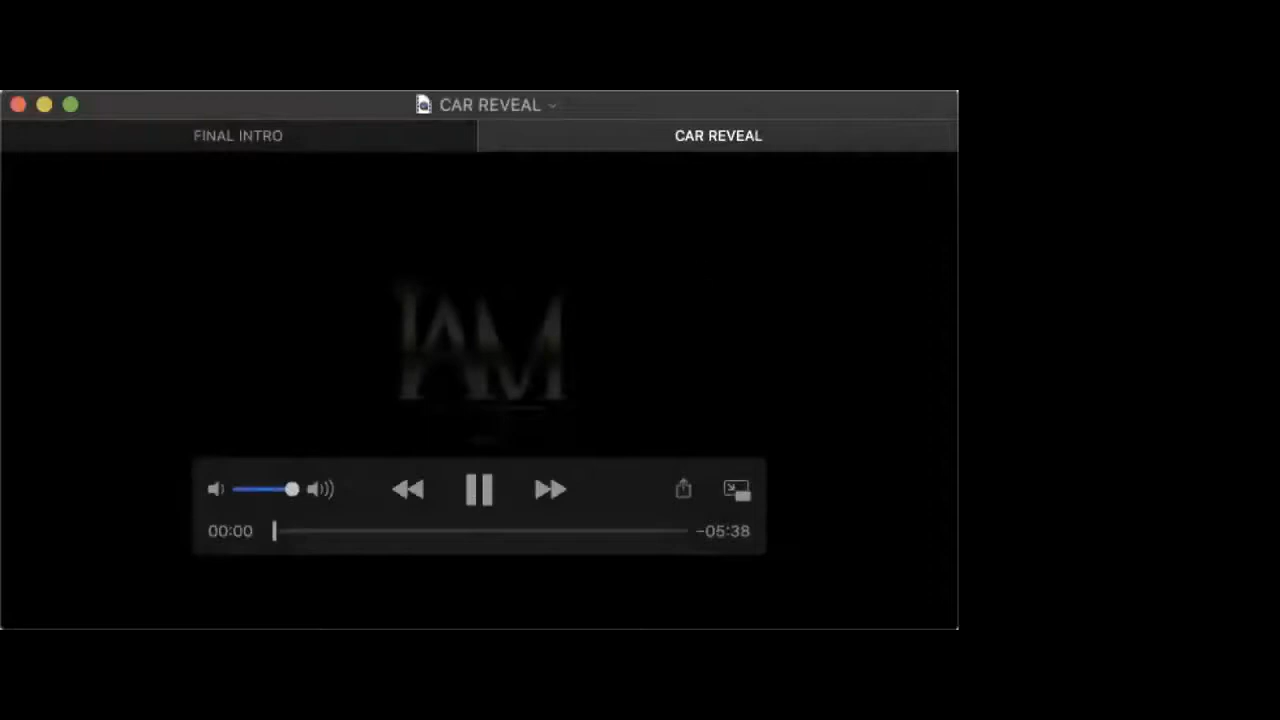 CAR REVEAL
FINAL INTRO
CAR REVEAL
IAM
00:00
-05:38